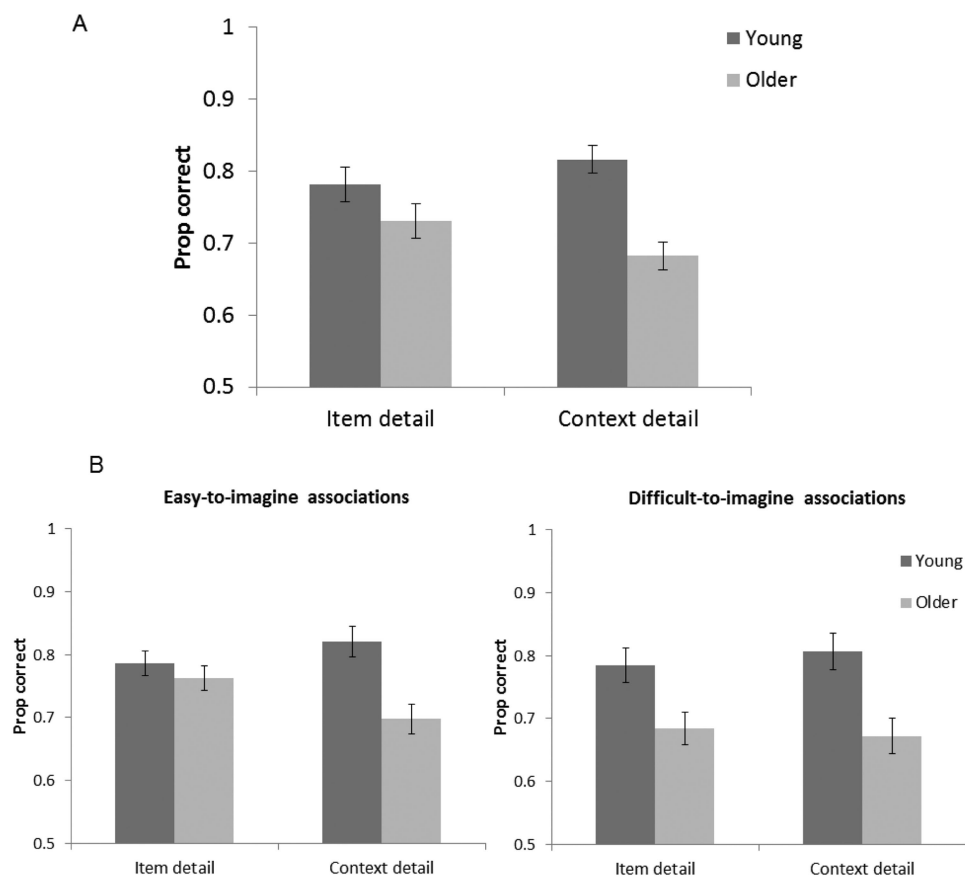 A
1
0.9
0.8
0.7
0.6
0.5
Prop correct
Item detail
Context detail
Young
Older
B
Easy-to-imagine associations
1
0.9
0.8
0.7
0.6
0.5
Prop correct
Item detail
Context detail
Difficult-to-imagine associations
1
0.9
0.8
0.7
0.6
0.5
Prop correct
Item detail
Context detail
Young
Older